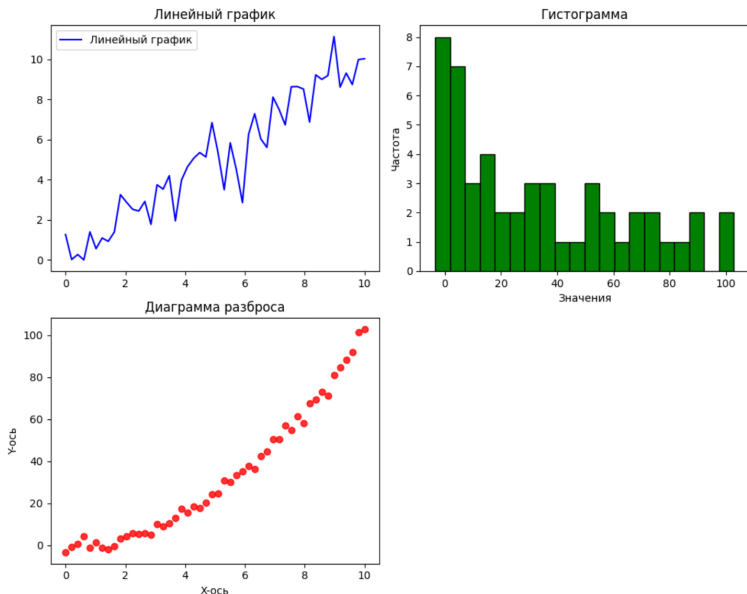 Линейный график
Линейный график
10
8
6
4
2
0
0 2 4 6 8 10
Гистограмма
Частота
8
7
6
5
4
3
2
1
0
0 20 40 60 80 100
Значения
Диаграмма разброса
Y-ось
100
80
60
40
20
0
0 2 4 6 8 10
X-ось